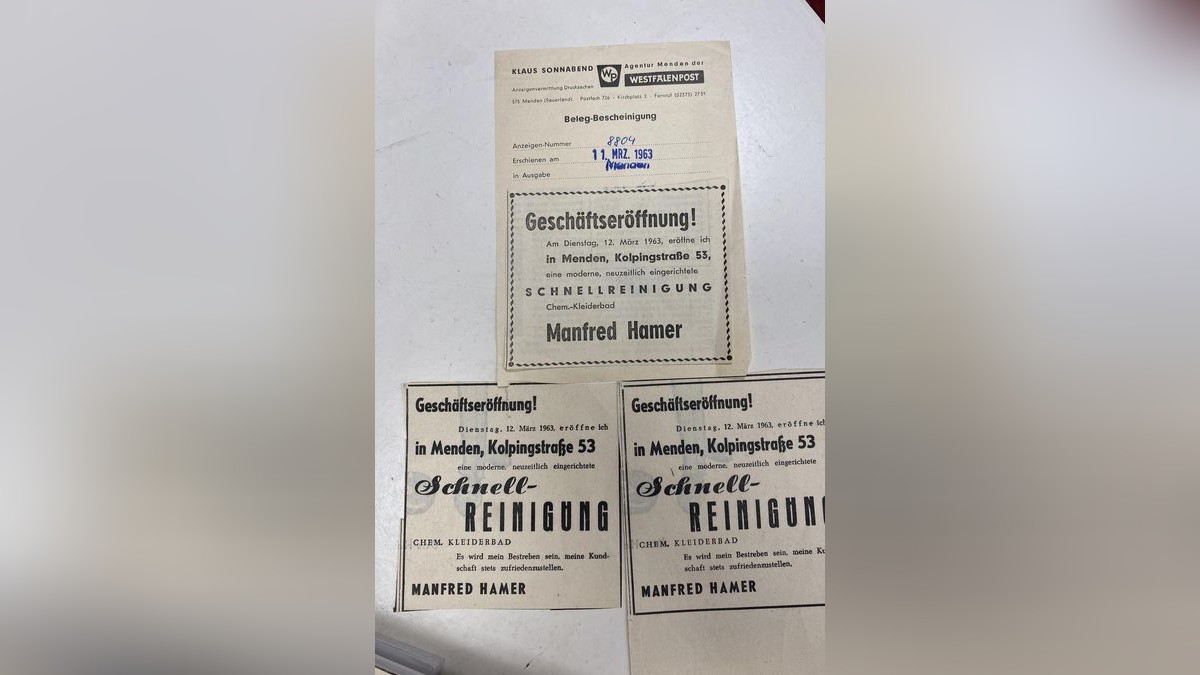 KLAUS SONNABEND WP Agentur Menden der
Anzeigenvermittlung Drucksachen WESTFALENPOST
575 Menden (Sauerland) · Postfach 726 · Kirchplatz 2 · Fernruf (02373) 2751
Beleg-Bescheinigung
Anzeigen-Nummer 8804
Erschienen am 11. MRZ. 1963
in Ausgabe Menden
Geschäftseröffnung!
Am Dienstag, 12. März 1963, eröffne ich
in Menden, Kolpingstraße 53,
eine moderne, neuzeitlich eingerichtete
SCHNELLREINIGUNG
Chem.-Kleiderbad
Manfred Hamer
Geschäftseröffnung!
Dienstag, 12. März 1963, eröffne ich
in Menden, Kolpingstraße 53
eine moderne, neuzeitlich eingerichtete
Schnell-
REINIGUNG
CHEM. KLEIDERBAD
Es wird mein Bestreben sein, meine Kund-
schaft stets zufriedenzustellen.
MANFRED HAMER
Geschäftseröffnung!
Dienstag, 12. März 1963, eröffne ich
in Menden, Kolpingstraße 53
eine moderne, neuzeitlich eingerichtete
Schnell-
REINIGUN
CHEM. KLEIDERBAD
Es wird mein Bestreben sein, meine Ku
schaft stets zufriedenzustellen.
MANFRED HAMER